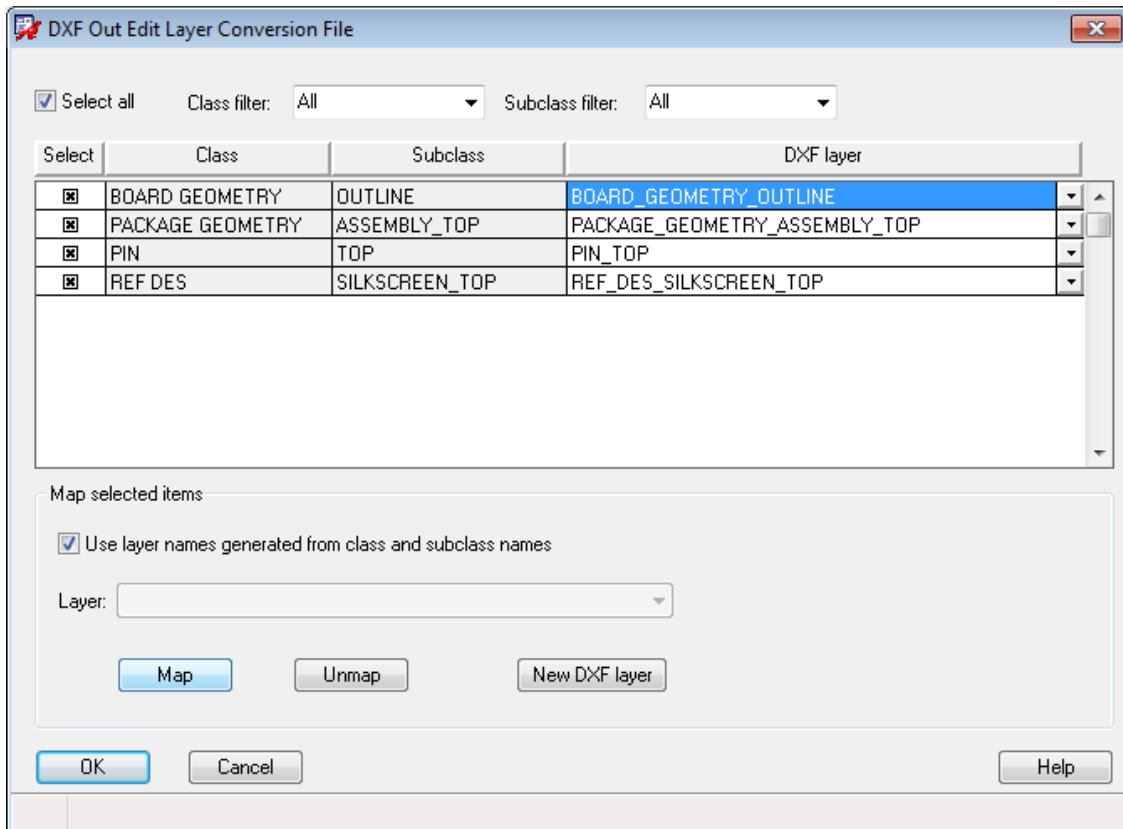 DXF Out Edit Layer Conversion File
Select all Class filter: All Subclass filter: All
Select Class Subclass DXF layer
BOARD GEOMETRY OUTLINE BOARD_GEOMETRY_OUTLINE
PACKAGE GEOMETRY ASSEMBLY_TOP PACKAGE_GEOMETRY_ASSEMBLY_TOP
PIN TOP PIN_TOP
REF DES SILKSCREEN_TOP REF_DES_SILKSCREEN_TOP
Map selected items
Use layer names generated from class and subclass names
Layer:
Map Unmap New DXF layer
OK Cancel Help